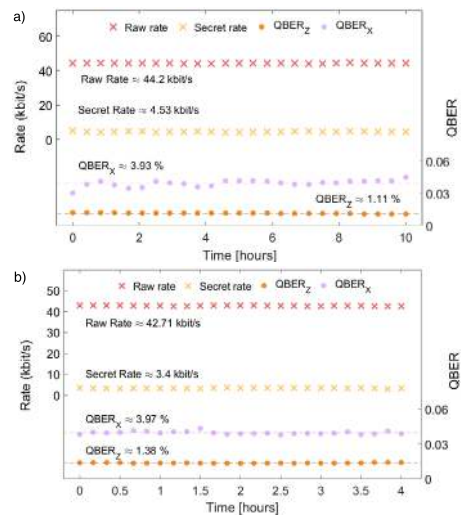 a)
Raw rate Secret rate QBER_Z QBER_X
60
40
20
0
Rate (kbit/s)
Raw Rate ≈ 44.2 kbit/s
Secret Rate ≈ 4.53 kbit/s
QBER_X ≈ 3.93 %
QBER_Z ≈ 1.11 %
QBER
0.06
0.03
0
0 2 4 6 8 10
Time [hours]
b)
Raw rate Secret rate QBER_Z QBER_X
50
40
30
20
10
0
Rate (kbit/s)
Raw Rate ≈ 42.71 kbit/s
Secret Rate ≈ 3.4 kbit/s
QBER_X ≈ 3.97 %
QBER_Z ≈ 1.38 %
QBER
0.06
0.03
0
0 0.5 1 1.5 2 2.5 3 3.5 4
Time [hours]